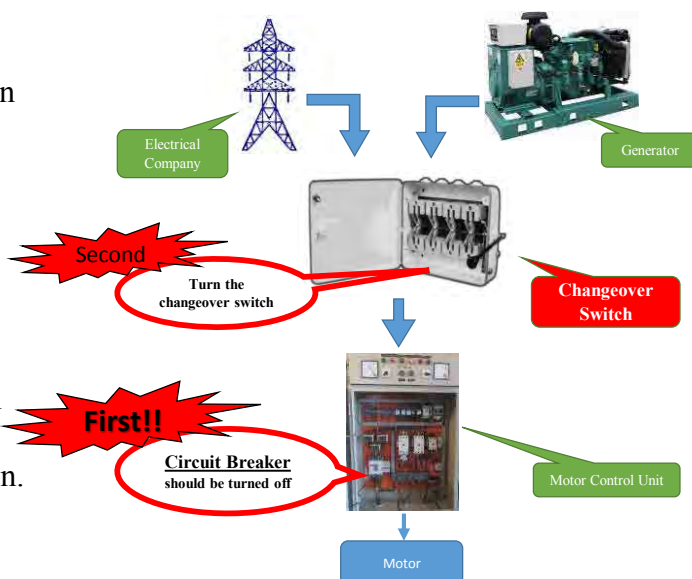 n
Electrical
Company
Generator
Second
Turn the
changeover switch
Changeover
Switch
First!!
Circuit Breaker
should be turned off
n.
Motor Control Unit
Motor